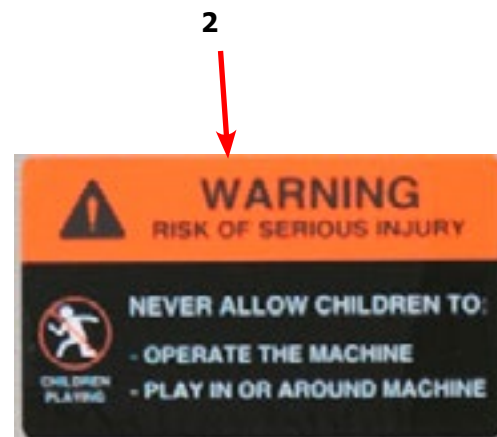 2
WARNING
RISK OF SERIOUS INJURY
NEVER ALLOW CHILDREN TO:
- OPERATE THE MACHINE
- PLAY IN OR AROUND MACHINE
CHILDREN
PLAYING